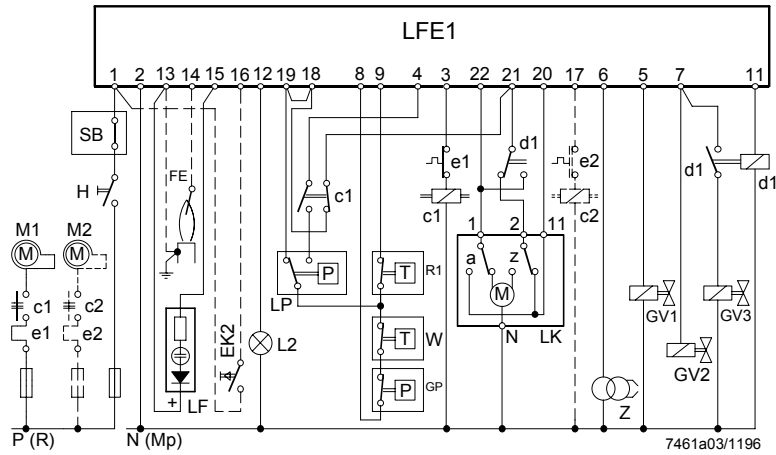 LFE1
1 2 13 14 15 16 12 19 18 8 9 4 3 22 21 20 17 6 5 7 11
SB
H
FE
M1 M2
M M
c1 c2
e1 e2
EK2
L2
LF
+
c1
P
LP
T R1
T W
P GP
e1
c1
d1
1 2 11
a z
M
N LK
e2
c2
d1 d1
GV1 GV3
GV2
Z
P (R) N (Mp)
7461a03/1196